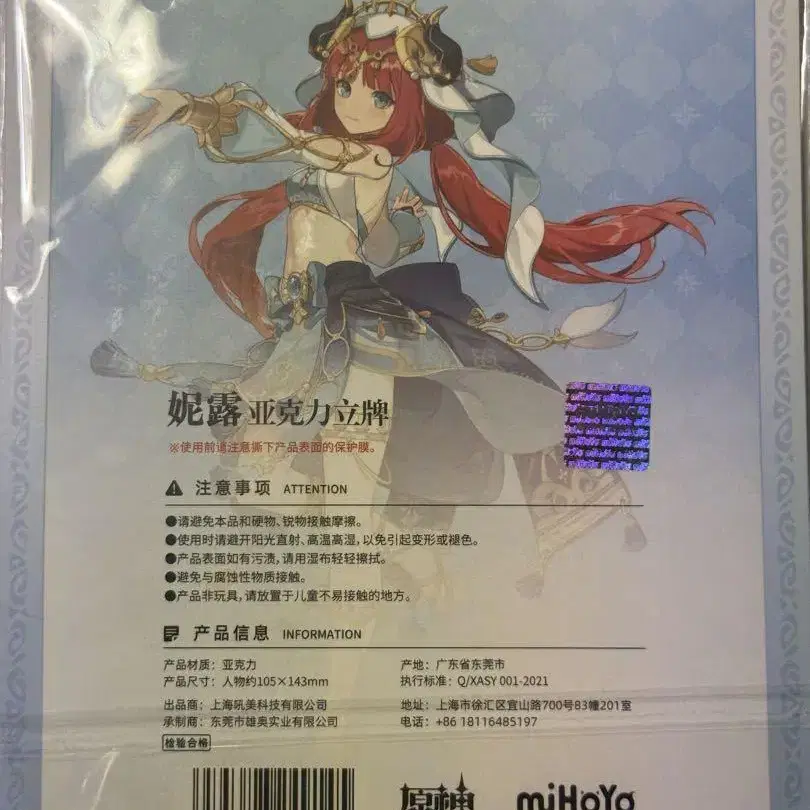 妮露 亚克力立牌
※使用前请注意撕下产品表面的保护膜。
注意事项 ATTENTION
●请避免本品和硬物、锐物接触摩擦。
●使用时请避开阳光直射、高温高湿,以免引起变形或褪色。
●产品表面如有污渍,请用湿布轻轻擦拭。
●避免与腐蚀性物质接触。
●产品非玩具,请放置于儿童不易接触的地方。
产品信息 INFORMATION
产品材质：亚克力 产地：广东省东莞市
产品尺寸：人物约105×143mm 执行标准：Q/XASY 001-2021
出品商：上海吼美科技有限公司 地址：上海市徐汇区宜山路700号83幢201室
承制商：东莞市雄奥实业有限公司 电话：+86 18116485197
检验合格
原神 miHoYo